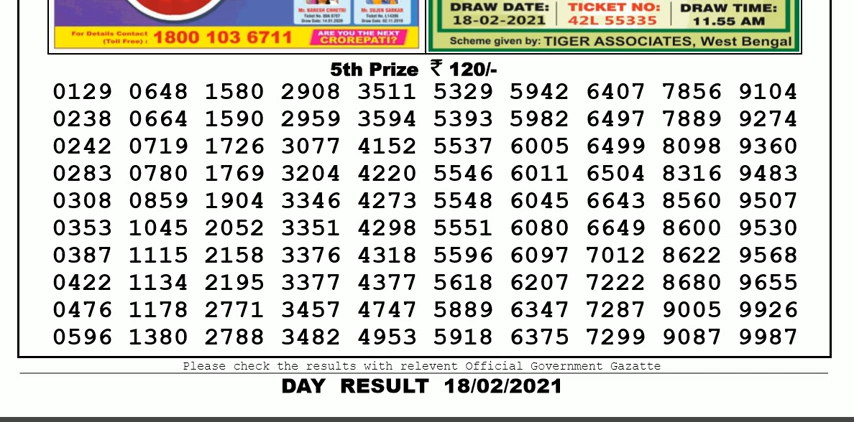 Mr. GANESH CHHETRI
Mr. SUJEN SARKAR
For Details Contact
(Toll Free) : 1800 103 6711
ARE YOU THE NEXT
CROREPATI?
DRAW DATE:
18-02-2021
TICKET NO:
42L 55335
DRAW TIME:
11.55 AM
Scheme given by: TIGER ASSOCIATES, West Bengal
5th Prize ₹ 120/-
0129 0648 1580 2908 3511 5329 5942 6407 7856 9104
0238 0664 1590 2959 3594 5393 5982 6497 7889 9274
0242 0719 1726 3077 4152 5537 6005 6499 8098 9360
0283 0780 1769 3204 4220 5546 6011 6504 8316 9483
0308 0859 1904 3346 4273 5548 6045 6643 8560 9507
0353 1045 2052 3351 4298 5551 6080 6649 8600 9530
0387 1115 2158 3376 4318 5596 6097 7012 8622 9568
0422 1134 2195 3377 4377 5618 6207 7222 8680 9655
0476 1178 2771 3457 4747 5889 6347 7287 9005 9926
0596 1380 2788 3482 4953 5918 6375 7299 9087 9987
Please check the results with relevent Official Government Gazatte
DAY RESULT 18/02/2021